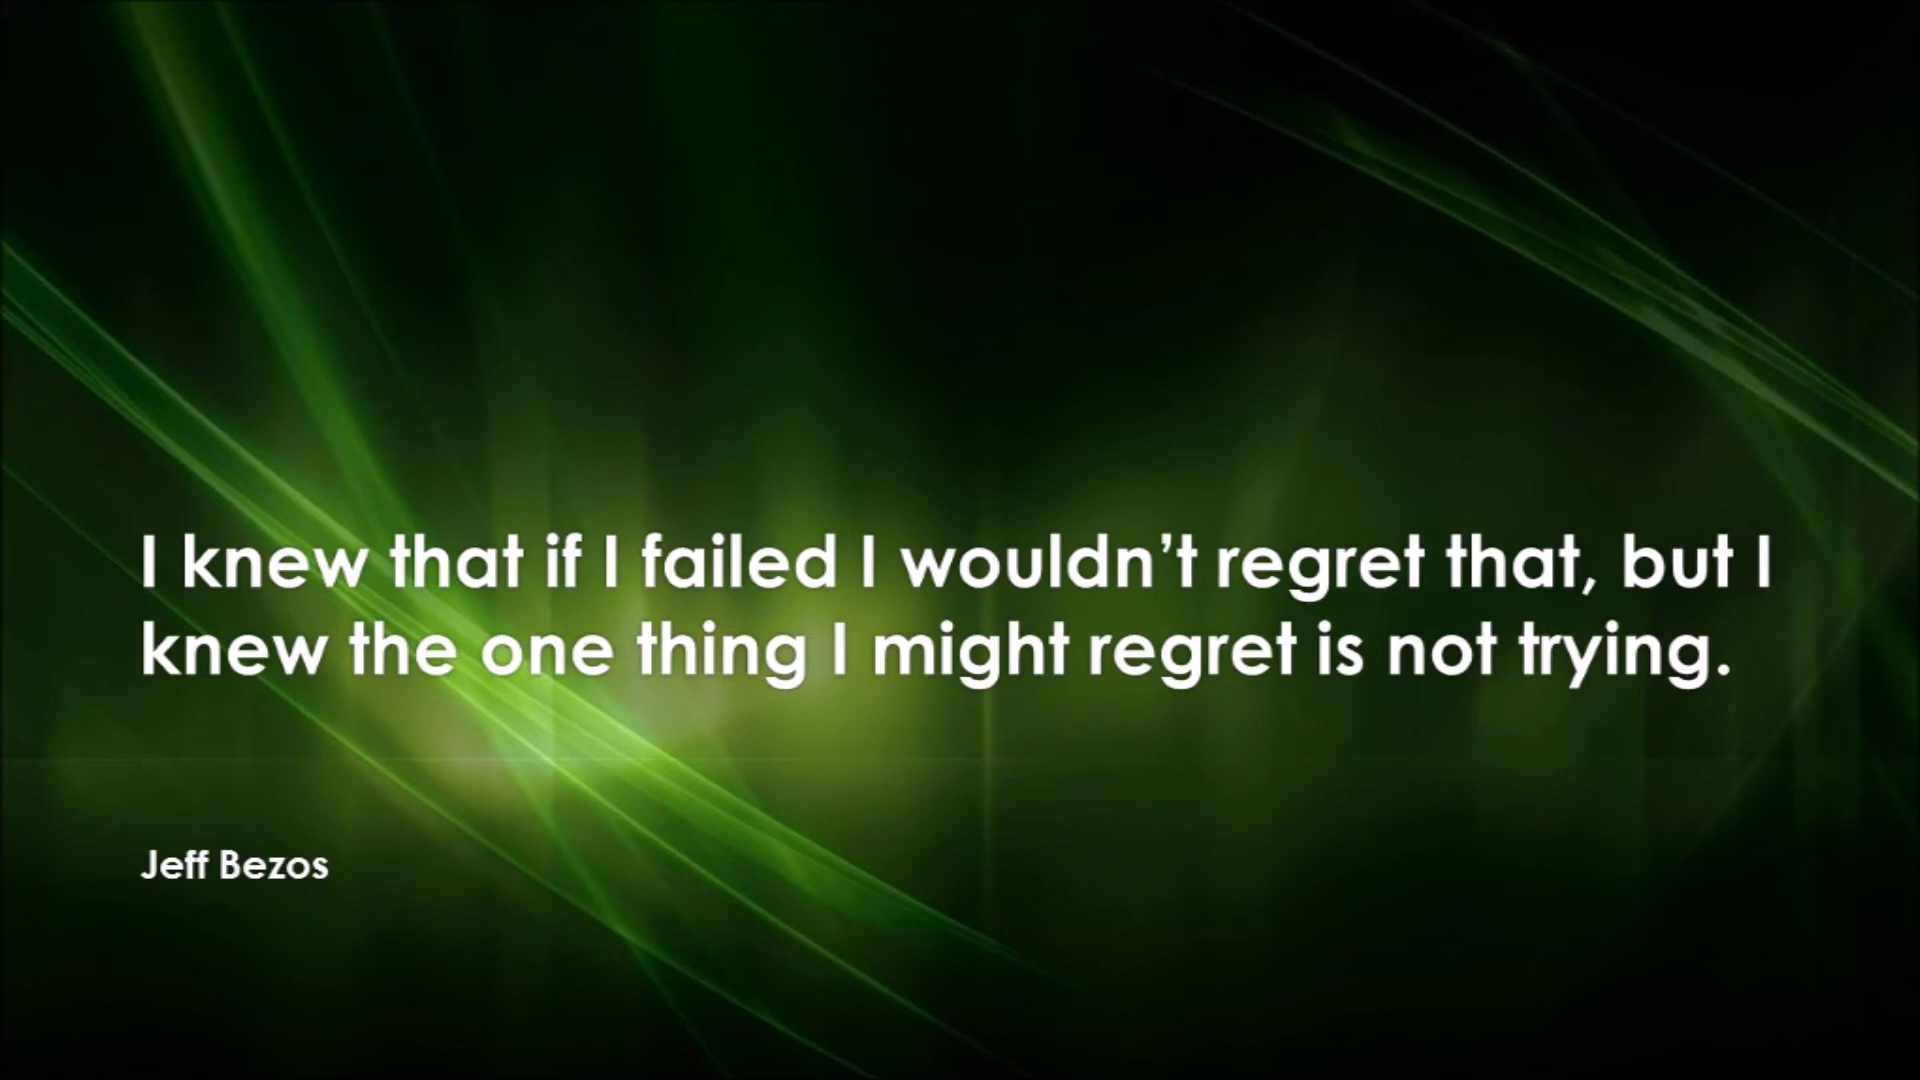 I knew that if I failed I wouldn’t regret that, but I
knew the one thing I might regret is not trying.
Jeff Bezos